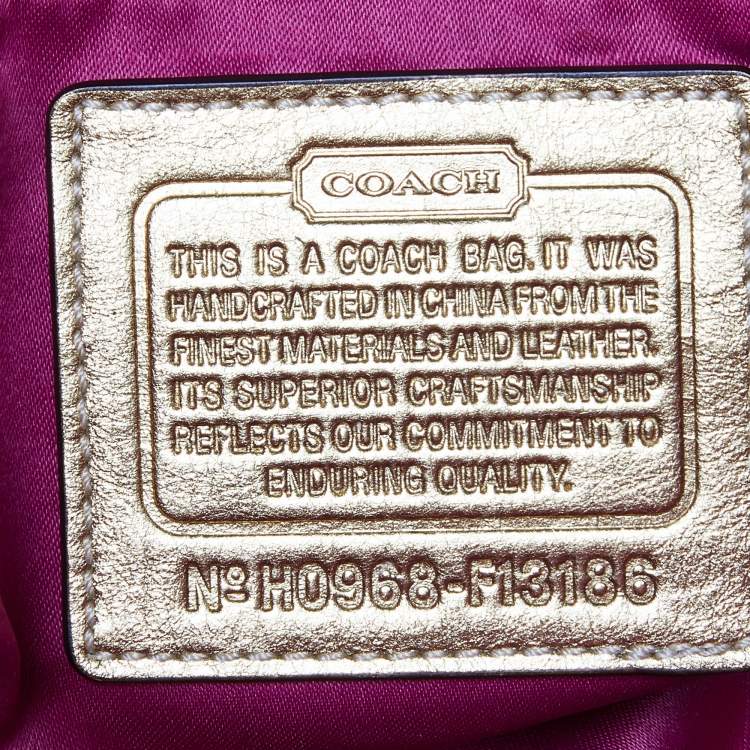 COACH
THIS IS A COACH BAG. IT WAS
HANDCRAFTED IN CHINA FROM THE
FINEST MATERIALS AND LEATHER.
ITS SUPERIOR CRAFTSMANSHIP
REFLECTS OUR COMMITMENT TO
ENDURING QUALITY.
Nº H0968-F13186